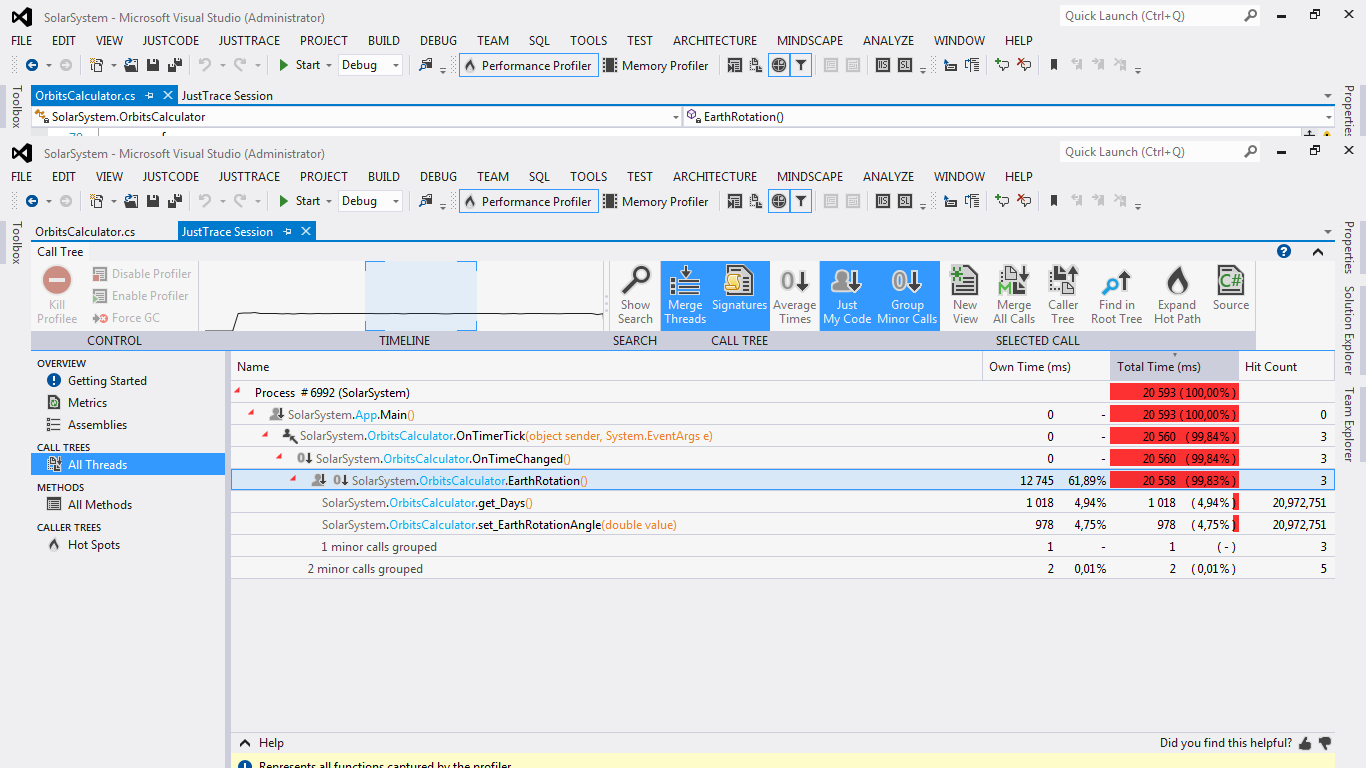 SolarSystem - Microsoft Visual Studio (Administrator) Quick Launch (Ctrl+Q)
FILE EDIT VIEW JUSTCODE JUSTTRACE PROJECT BUILD DEBUG TEAM SQL TOOLS TEST ARCHITECTURE MINDSCAPE ANALYZE WINDOW HELP
Start Debug Performance Profiler Memory Profiler
Toolbox
OrbitsCalculator.cs JustTrace Session
Properties
SolarSystem.OrbitsCalculator EarthRotation()
SolarSystem - Microsoft Visual Studio (Administrator) Quick Launch (Ctrl+Q)
FILE EDIT VIEW JUSTCODE JUSTTRACE PROJECT BUILD DEBUG TEAM SQL TOOLS TEST ARCHITECTURE MINDSCAPE ANALYZE WINDOW HELP
Start Debug Performance Profiler Memory Profiler
Toolbox
OrbitsCalculator.cs JustTrace Session
Properties
Solution Explorer
Team Explorer
Call Tree
Kill Profilee
Disable Profiler
Enable Profiler
Force GC
Show Search
Merge Threads
Signatures
Average Times
Just My Code
Group Minor Calls
New View
Merge All Calls
Caller Tree
Find in Root Tree
Expand Hot Path
C#
Source
CONTROL TIMELINE SEARCH CALL TREE SELECTED CALL
OVERVIEW
Getting Started
Metrics
Assemblies
CALL TREES
All Threads
METHODS
All Methods
CALLER TREES
Hot Spots
Name Own Time (ms) Total Time (ms) Hit Count
Process # 6992 (SolarSystem) 20 593 ( 100,00% )
SolarSystem.App.Main() 0 - 20 593 ( 100,00% ) 0
SolarSystem.OrbitsCalculator.OnTimerTick(object sender, System.EventArgs e) 0 - 20 560 ( 99,84% ) 3
SolarSystem.OrbitsCalculator.OnTimeChanged() 0 - 20 560 ( 99,84% ) 3
SolarSystem.OrbitsCalculator.EarthRotation() 12 745 61,89% 20 558 ( 99,83% ) 3
SolarSystem.OrbitsCalculator.get_Days() 1 018 4,94% 1 018 ( 4,94% ) 20,972,751
SolarSystem.OrbitsCalculator.set_EarthRotationAngle(double value) 978 4,75% 978 ( 4,75% ) 20,972,751
1 minor calls grouped 1 - 1 ( - ) 3
2 minor calls grouped 2 0,01% 2 ( 0,01% ) 5
Help Did you find this helpful?
Represents all functions captured by the profiler